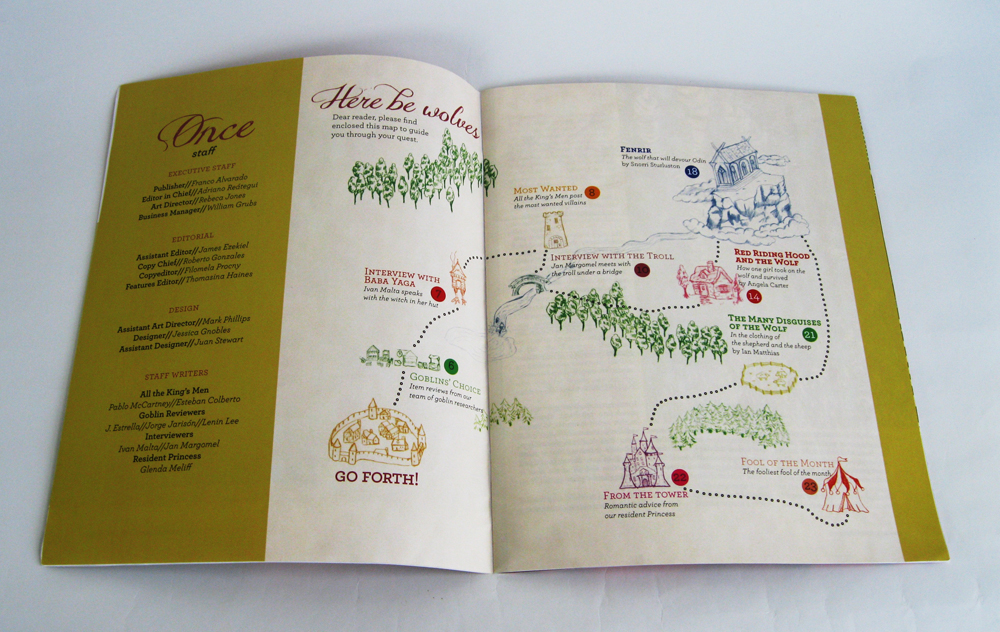 Once
staff
EXECUTIVE STAFF
Publisher//Franco Alvarado
Editor in Chief//Adriano Redtegui
Art Director//Rebeca Jones
Business Manager//William Grubs
EDITORIAL
Assistant Editor//James Ezekiel
Copy Chief//Roberto Gonzales
Copyeditor//Filomela Procny
Features Editor//Thomasina Haines
DESIGN
Assistant Art Director//Mark Phillips
Designer//Jessica Gnobles
Assistant Designer//Juan Stewart
STAFF WRITERS
All the King's Men
Pablo McCartney//Esteban Colberto
Goblin Reviewers
J. Estrella//Jorge Jarisdn//Lenin Lee
Interviewers
Ivan Malta//Jan Margomel
Resident Princess
Glenda Meliff
Here be wolves
Dear reader, please find
enclosed this map to guide
you through your quest.
INTERVIEW WITH
BABA YAGA
Ivan Malta speaks
with the witch in her hut
7
6
GOBLINS' CHOICE
Item reviews from our
team of goblin researchers
GO FORTH!
MOST WANTED
All the King's Men post
the most wanted villains
8
FENRIR
The wolf that will devour Odin
by Snorri Sturluston
18
INTERVIEW WITH THE TROLL
Jan Margomel meets with
the troll under a bridge
RED RIDING HOOD
AND THE WOLF
How one girl took on the
wolf and survived
by Angela Carter
14
THE MANY DISGUISES
OF THE WOLF
In the clothing of
the shepherd and the sheep
by Ian Matthias
21
22
FROM THE TOWER
Romantic advice from
our resident Princess
FOOL OF THE MONTH
The fooliest fool of the month
23